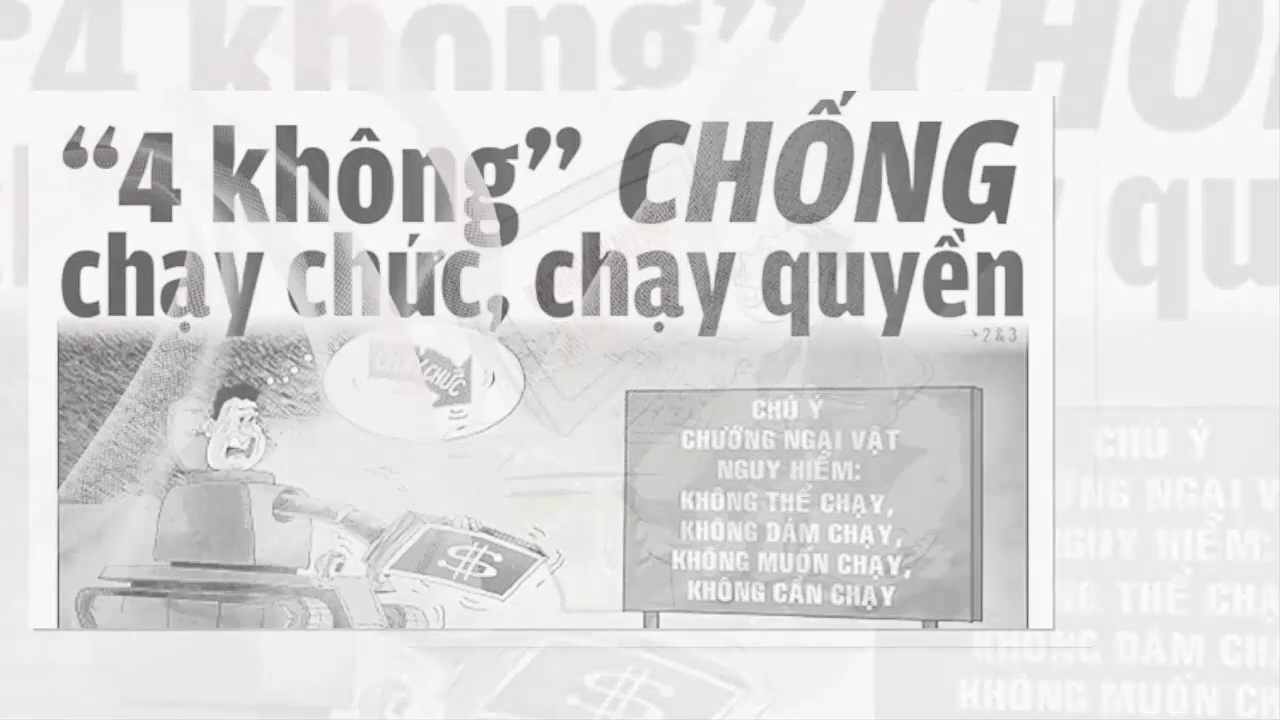 “4 không” CHỐNG
chạy chức, chạy quyền
→2&3
CHẠY CHỨC
CHÚ Ý
CHƯỚNG NGẠI VẬT
NGUY HIỂM:
KHÔNG THỂ CHẠY,
KHÔNG DÁM CHẠY,
KHÔNG MUỐN CHẠY,
KHÔNG CẦN CHẠY